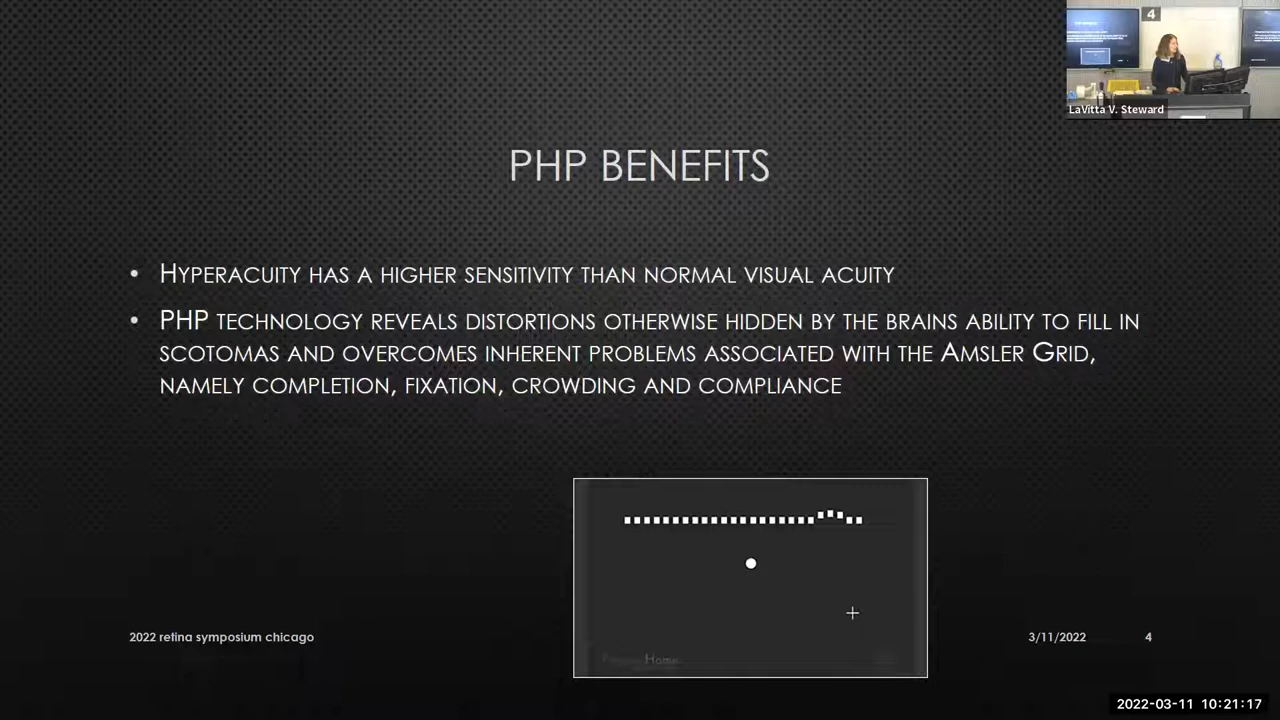 4
LaVitta V. Steward
PHP BENEFITS
• HYPERACUITY HAS A HIGHER SENSITIVITY THAN NORMAL VISUAL ACUITY
• PHP TECHNOLOGY REVEALS DISTORTIONS OTHERWISE HIDDEN BY THE BRAINS ABILITY TO FILL IN
SCOTOMAS AND OVERCOMES INHERENT PROBLEMS ASSOCIATED WITH THE AMSLER GRID,
NAMELY COMPLETION, FIXATION, CROWDING AND COMPLIANCE
Home
2022 retina symposium chicago
3/11/2022
4
2022-03-11 10:21:17